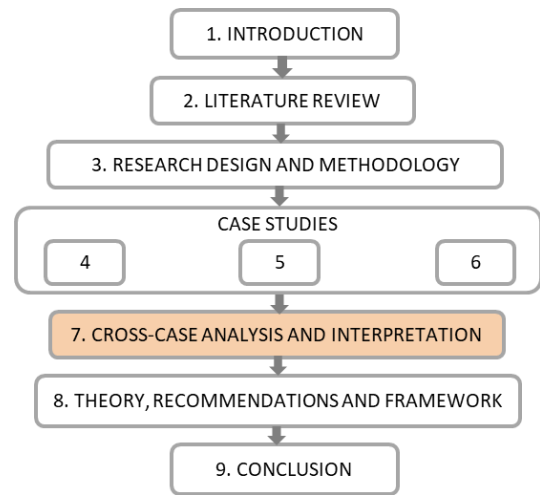 1. INTRODUCTION
2. LITERATURE REVIEW
3. RESEARCH DESIGN AND METHODOLOGY
CASE STUDIES
4 5 6
7. CROSS-CASE ANALYSIS AND INTERPRETATION
8. THEORY, RECOMMENDATIONS AND FRAMEWORK
9. CONCLUSION